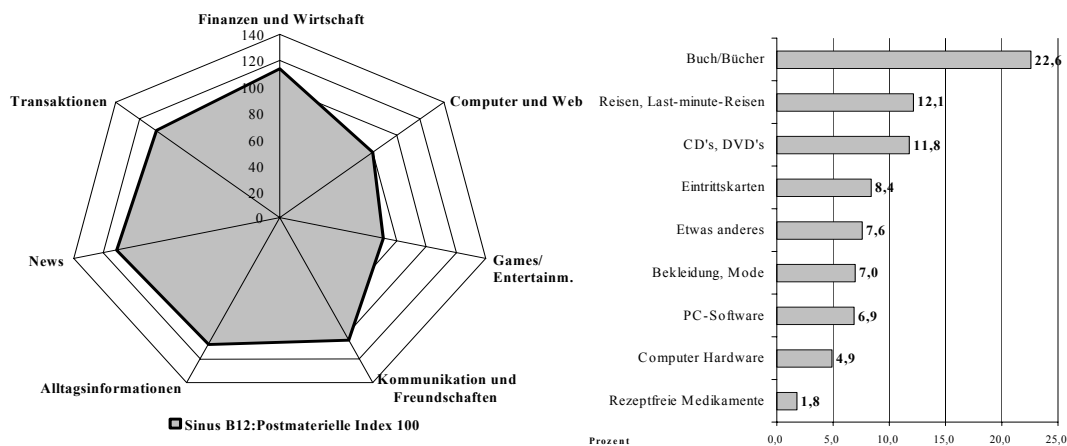 Finanzen und Wirtschaft
140
120
100
80
60
40
20
0
Computer und Web
Games/
Entertainm.
Kommunikation und
Freundschaften
Alltagsinformationen
News
Transaktionen
Sinus B12:Postmaterielle Index 100
Buch/Bücher 22,6
Reisen, Last-minute-Reisen 12,1
CD's, DVD's 11,8
Eintrittskarten 8,4
Etwas anderes 7,6
Bekleidung, Mode 7,0
PC-Software 6,9
Computer Hardware 4,9
Rezeptfreie Medikamente 1,8
Prozent 0,0 5,0 10,0 15,0 20,0 25,0